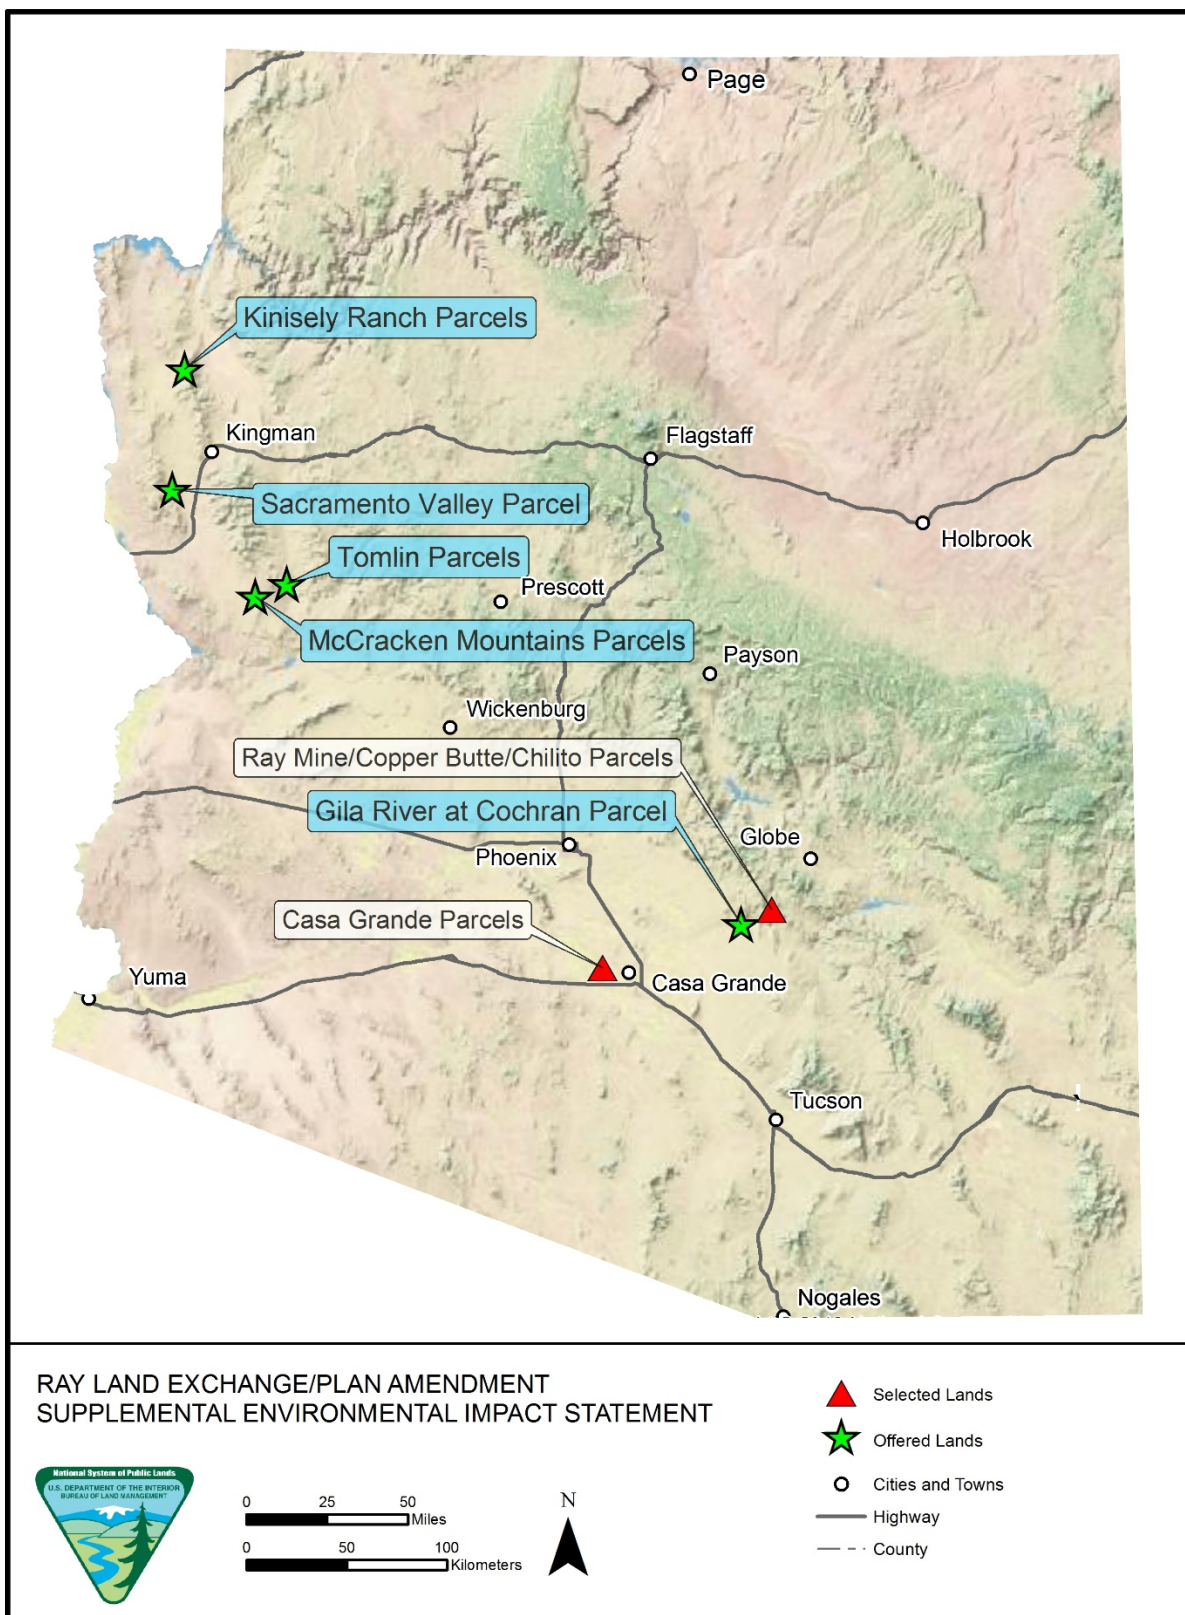 Page
Kinisely Ranch Parcels
Kingman
Flagstaff
Sacramento Valley Parcel
Holbrook
Tomlin Parcels
Prescott
McCracken Mountains Parcels
Payson
Wickenburg
Ray Mine/Copper Butte/Chilito Parcels
Gila River at Cochran Parcel
Globe
Phoenix
Casa Grande Parcels
Yuma
Casa Grande
Tucson
Nogales
RAY LAND EXCHANGE/PLAN AMENDMENT
SUPPLEMENTAL ENVIRONMENTAL IMPACT STATEMENT
National System of Public Lands
U.S. DEPARTMENT OF THE INTERIOR
BUREAU OF LAND MANAGEMENT
0 25 50
Miles
0 50 100
Kilometers
N
Selected Lands
Offered Lands
Cities and Towns
Highway
County